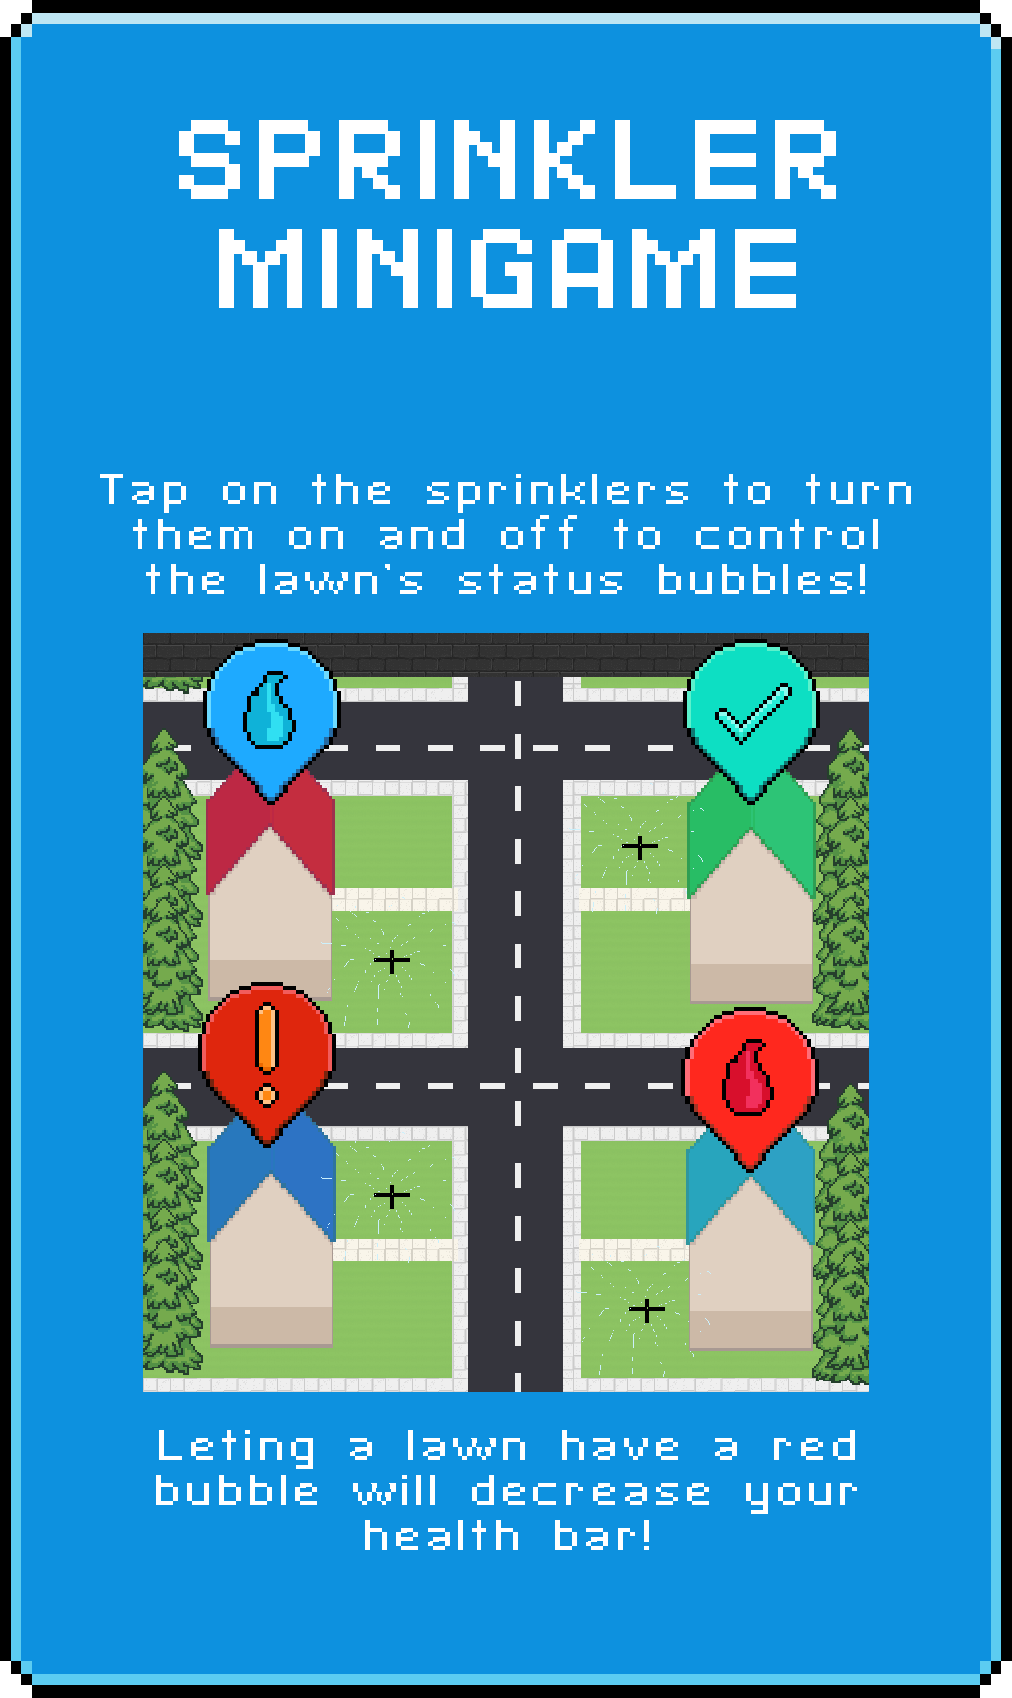 SPRINKLER
MINIGAME
Tap on the sprinklers to turn
them on and off to control
the lawn's status bubbles!
Leting a lawn have a red
bubble will decrease your
health bar!